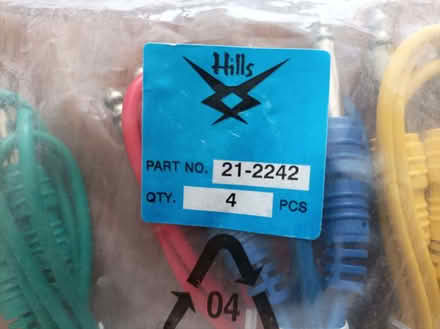 Hills
PART NO. 21-2242
QTY. 4 PCS
04